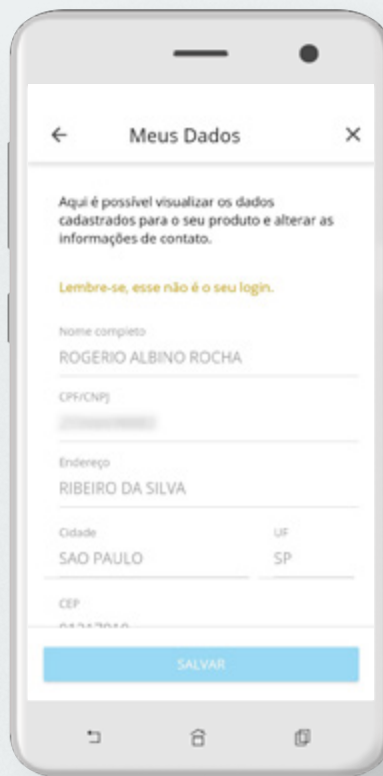 Meus Dados
Aqui é possível visualizar os dados
cadastrados para o seu produto e alterar as
informações de contato.
Lembre-se, esse não é o seu login.
Nome completo
ROGERIO ALBINO ROCHA
CPF/CNPJ
Endereço
RIBEIRO DA SILVA
Cidade UF
SAO PAULO SP
CEP
SALVAR